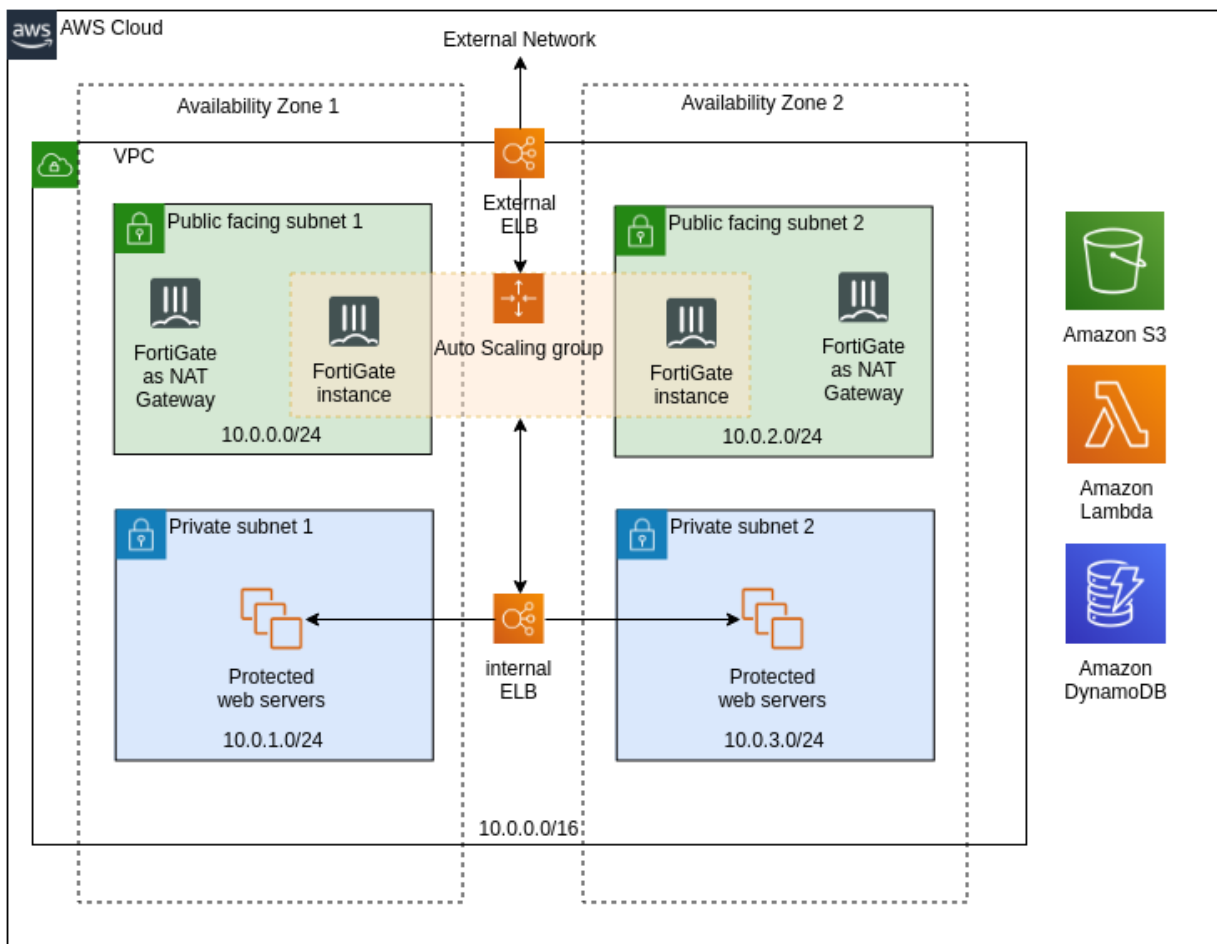 aws
AWS Cloud
External Network
Availability Zone 1
Availability Zone 2
VPC
External
ELB
Public facing subnet 1
Public facing subnet 2
FortiGate
as NAT
Gateway
FortiGate
instance
Auto Scaling group
FortiGate
instance
FortiGate
as NAT
Gateway
10.0.0.0/24
10.0.2.0/24
Private subnet 1
Private subnet 2
Protected
web servers
internal
ELB
Protected
web servers
10.0.1.0/24
10.0.3.0/24
10.0.0.0/16
Amazon S3
Amazon
Lambda
Amazon
DynamoDB